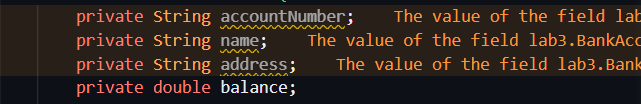 private String accountNumber; The value of the field lab
private String name; The value of the field lab3.BankAcc
private String address; The value of the field lab3.Bank
private double balance;